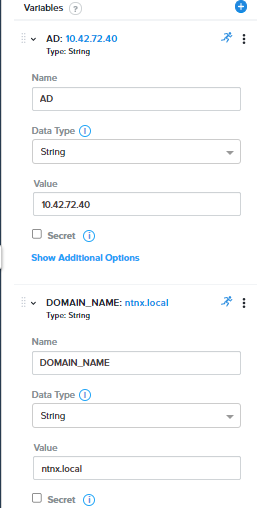 Variables ?
AD: 10.42.72.40
Type: String
Name
AD
Data Type i
String
Value
10.42.72.40
Secret i
Show Additional Options
DOMAIN_NAME: ntnx.local
Type: String
Name
DOMAIN_NAME
Data Type i
String
Value
ntnx.local
Secret i